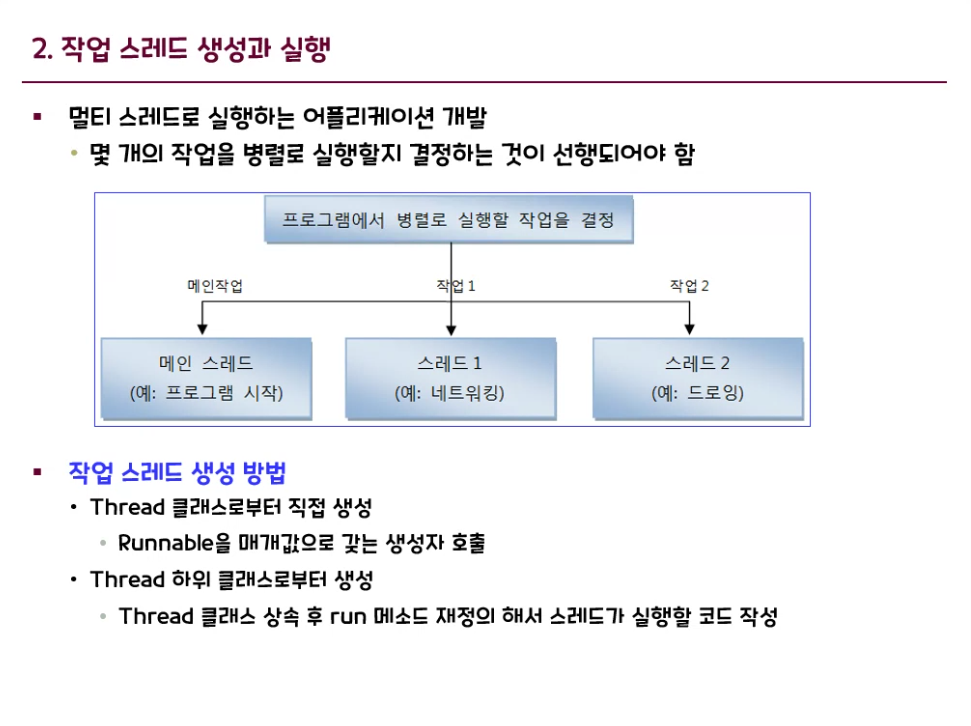 2. 작업 스레드 생성과 실행
멀티 스레드로 실행하는 어플리케이션 개발
몇 개의 작업을 병렬로 실행할지 결정하는 것이 선행되어야 함
프로그램에서 병렬로 실행할 작업을 결정
메인작업
작업 1
작업 2
메인 스레드
(예: 프로그램 시작)
스레드 1
(예: 네트워킹)
스레드 2
(예: 드로잉)
작업 스레드 생성 방법
Thread 클래스로부터 직접 생성
Runnable을 매개값으로 갖는 생성자 호출
Thread 하위 클래스로부터 생성
Thread 클래스 상속 후 run 메소드 재정의 해서 스레드가 실행할 코드 작성